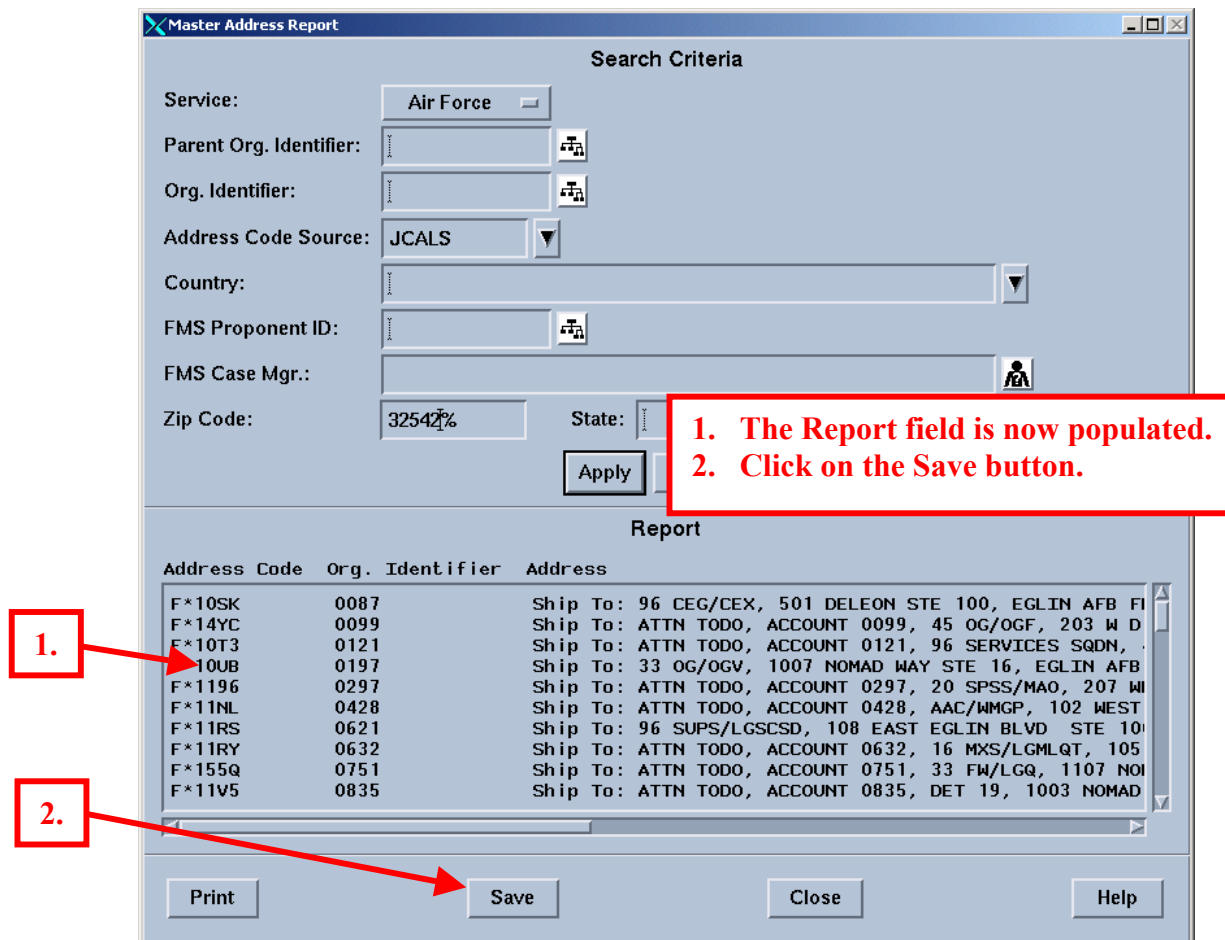 Master Address Report
Search Criteria
Service: Air Force
Parent Org. Identifier:
Org. Identifier:
Address Code Source: JCALS
Country:
FMS Proponent ID:
FMS Case Mgr.:
Zip Code: 32542% State:
1. The Report field is now populated.
2. Click on the Save button.
Apply
Report
Address Code Org. Identifier Address
F*10SK 0087 Ship To: 96 CEG/CEX, 501 DELEON STE 100, EGLIN AFB
F*14YC 0099 Ship To: ATTN TODO, ACCOUNT 0099, 45 OG/OGF, 203 W D
F*10T3 0121 Ship To: ATTN TODO, ACCOUNT 0121, 96 SERVICES SQDN,
1.
10UB 0197 Ship To: 33 OG/OGV, 1007 NOMAD WAY STE 16, EGLIN AFB
F*1196 0297 Ship To: ATTN TODO, ACCOUNT 0297, 20 SPSS/MAO, 207
F*11NL 0428 Ship To: ATTN TODO, ACCOUNT 0428, AAC/WMGP, 102 WEST
F*11RS 0621 Ship To: 96 SUPS/LGSCSD, 108 EAST EGLIN BLVD STE
F*11RY 0632 Ship To: ATTN TODO, ACCOUNT 0632, 16 MXS/LGMLQT, 105
F*155Q 0751 Ship To: ATTN TODO, ACCOUNT 0751, 33 FW/LGQ, 1107
F*11V5 0835 Ship To: ATTN TODO, ACCOUNT 0835, DET 19, 1003 NOMAD
2.
Print Save Close Help